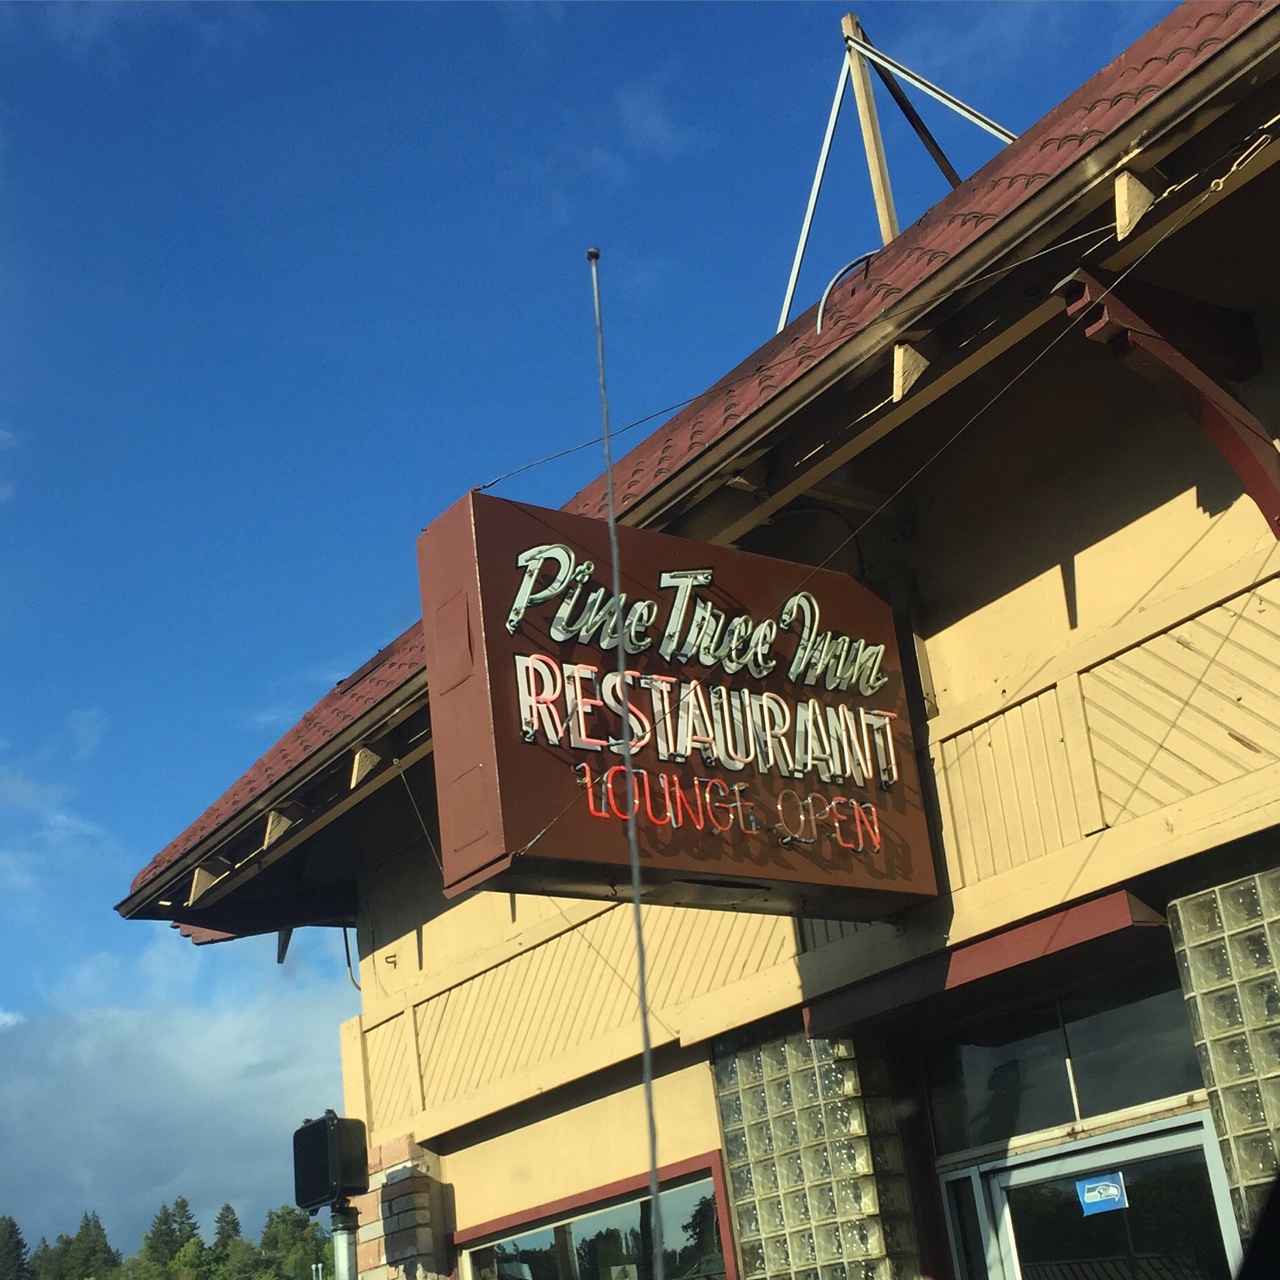 Pine Tree Inn
RESTAURANT
LOUNGE OPEN